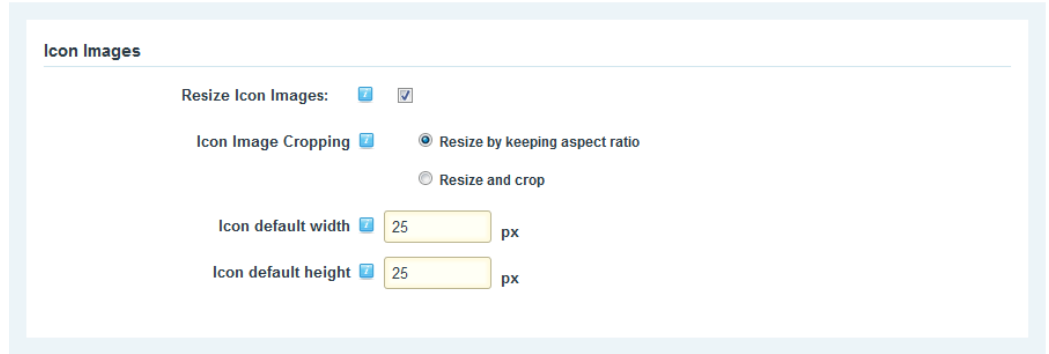 Icon Images
Resize Icon Images:
Icon Image Cropping
Resize by keeping aspect ratio
Resize and crop
Icon default width 25 px
Icon default height 25 px